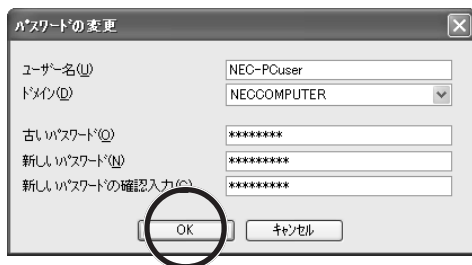 パスワードの変更
ユーザー名(U) NEC-PCuser
ドメイン(D) NECCOMPUTER
古いパスワード(O) ********
新しいパスワード(N) *********
新しいパスワードの確認入力(C) *********
OK キャンセル